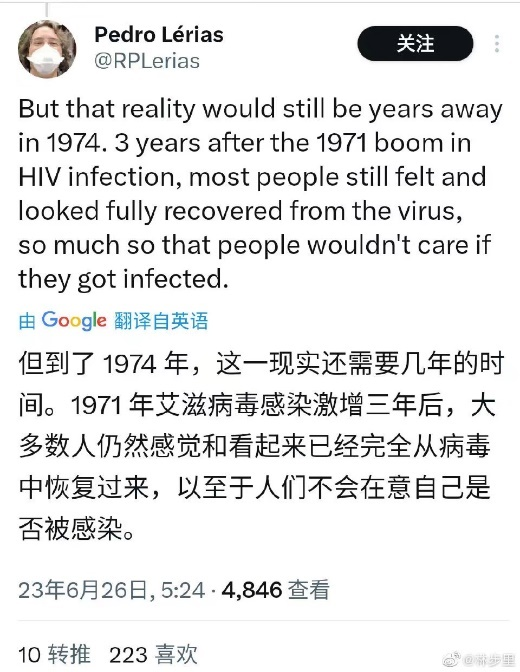 Pedro Lérias
关注
@RPLerias
But that reality would still be years away
in 1974. 3 years after the 1971 boom in
HIV infection, most people still felt and
looked fully recovered from the virus,
so much so that people wouldn't care if
they got infected.
由 Google 翻译自英语
但到了 1974 年，这一现实还需要几年的时
间。1971 年艾滋病毒感染激增三年后，大
多数人仍然感觉和看起来已经完全从病毒
中恢复过来，以至于人们不会在意自己是
否被感染。
23年6月26日, 5:24 · 4,846 查看
10 转推 223 喜欢
@林步星